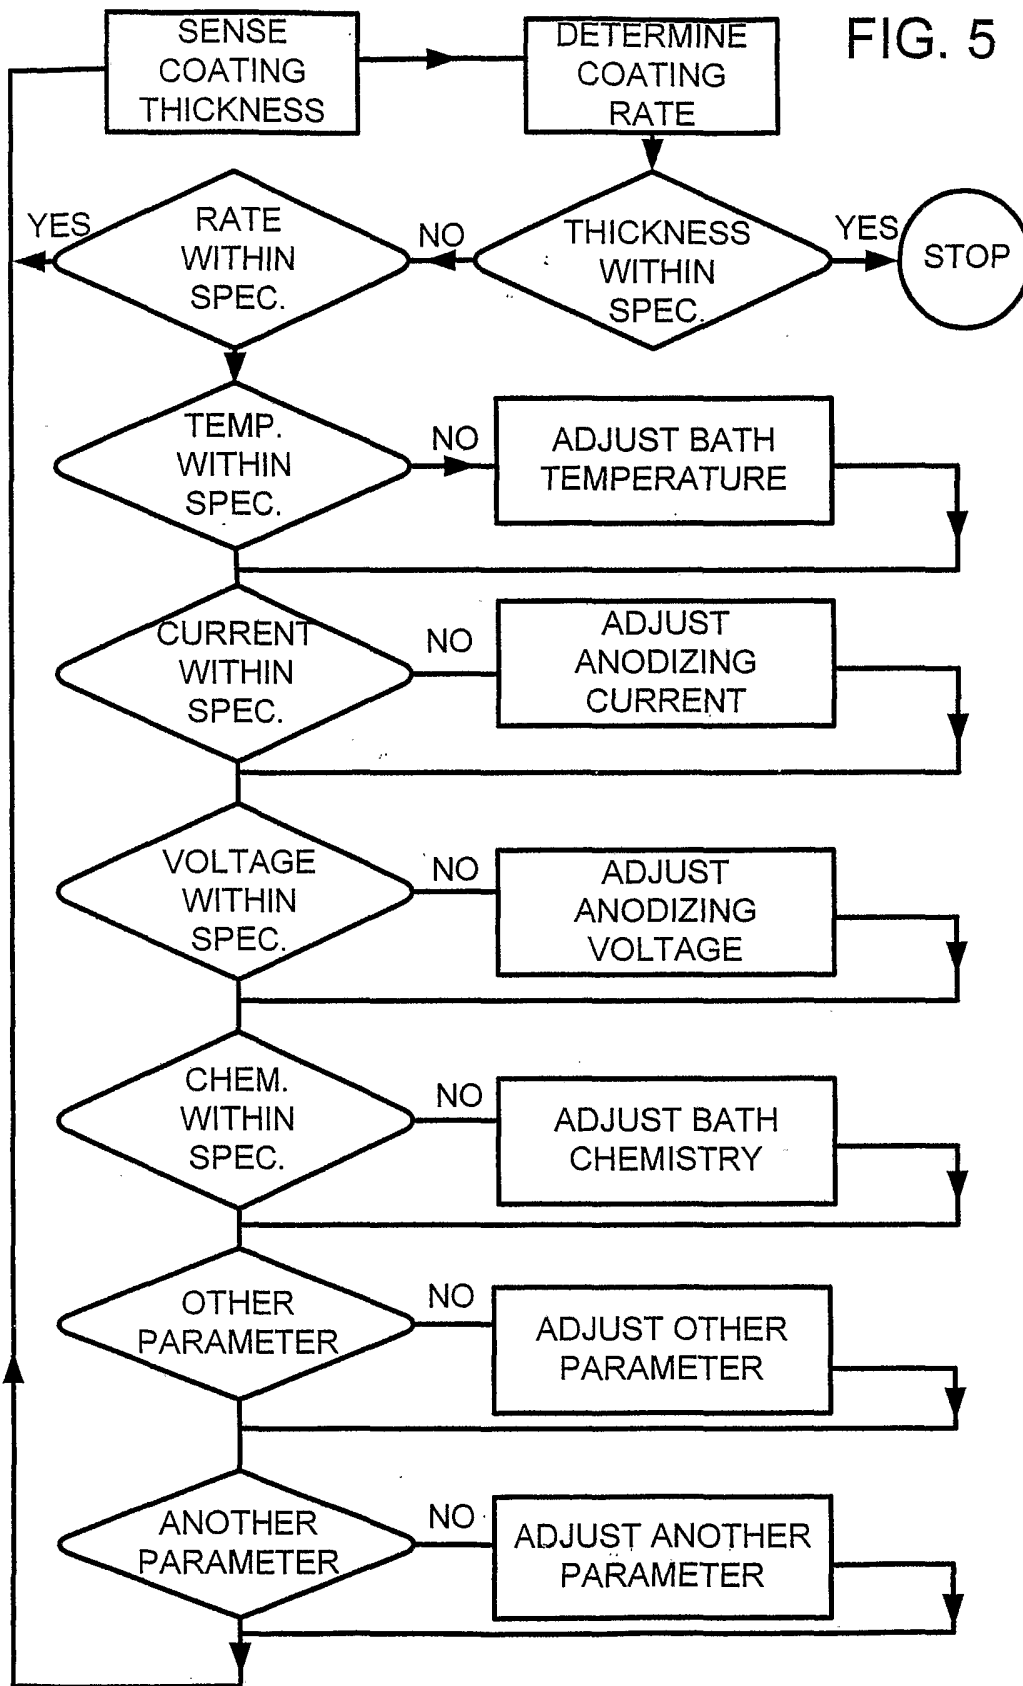 FIG. 5
SENSE
COATING
THICKNESS
DETERMINE
COATING
RATE
YES
RATE
WITHIN
SPEC.
NO
THICKNESS
WITHIN
SPEC.
YES
STOP
TEMP.
WITHIN
SPEC.
NO
ADJUST BATH
TEMPERATURE
CURRENT
WITHIN
SPEC.
NO
ADJUST
ANODIZING
CURRENT
VOLTAGE
WITHIN
SPEC.
NO
ADJUST
ANODIZING
VOLTAGE
CHEM.
WITHIN
SPEC.
NO
ADJUST BATH
CHEMISTRY
OTHER
PARAMETER
NO
ADJUST OTHER
PARAMETER
ANOTHER
PARAMETER
NO
ADJUST ANOTHER
PARAMETER